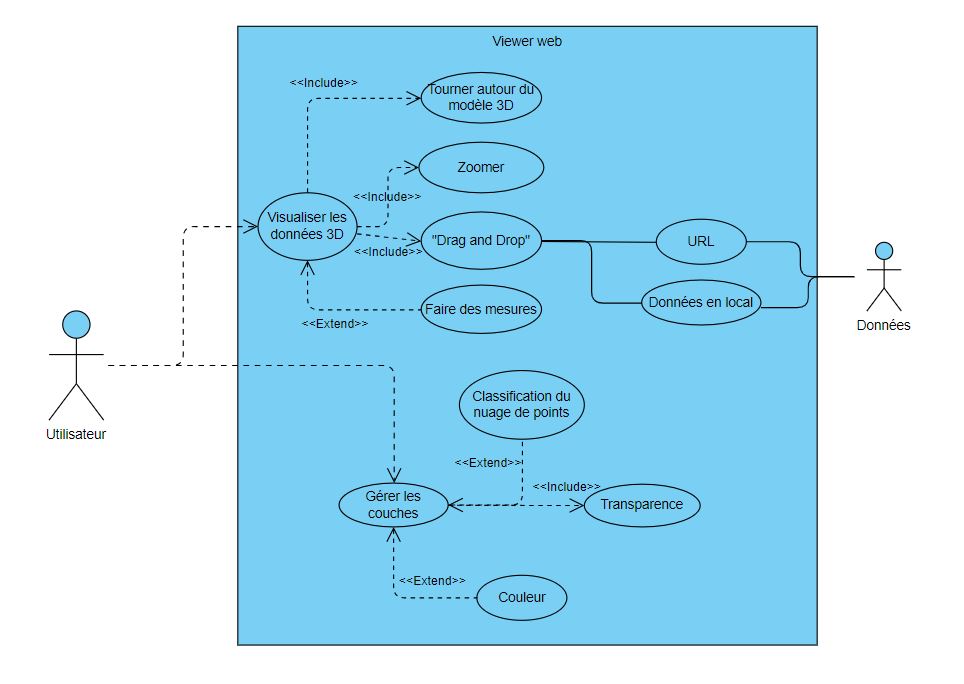 Viewer web
<<Include>>
Tourner autour du
modèle 3D
Zoomer
<<Include>>
Visualiser les
données 3D
"Drag and Drop"
<<Include>>
URL
Données en local
Données
Faire des mesures
<<Extend>>
Utilisateur
Classification du
nuage de points
<<Extend>>
<<Include>>
Gérer les
couches
Transparence
<<Extend>>
Couleur